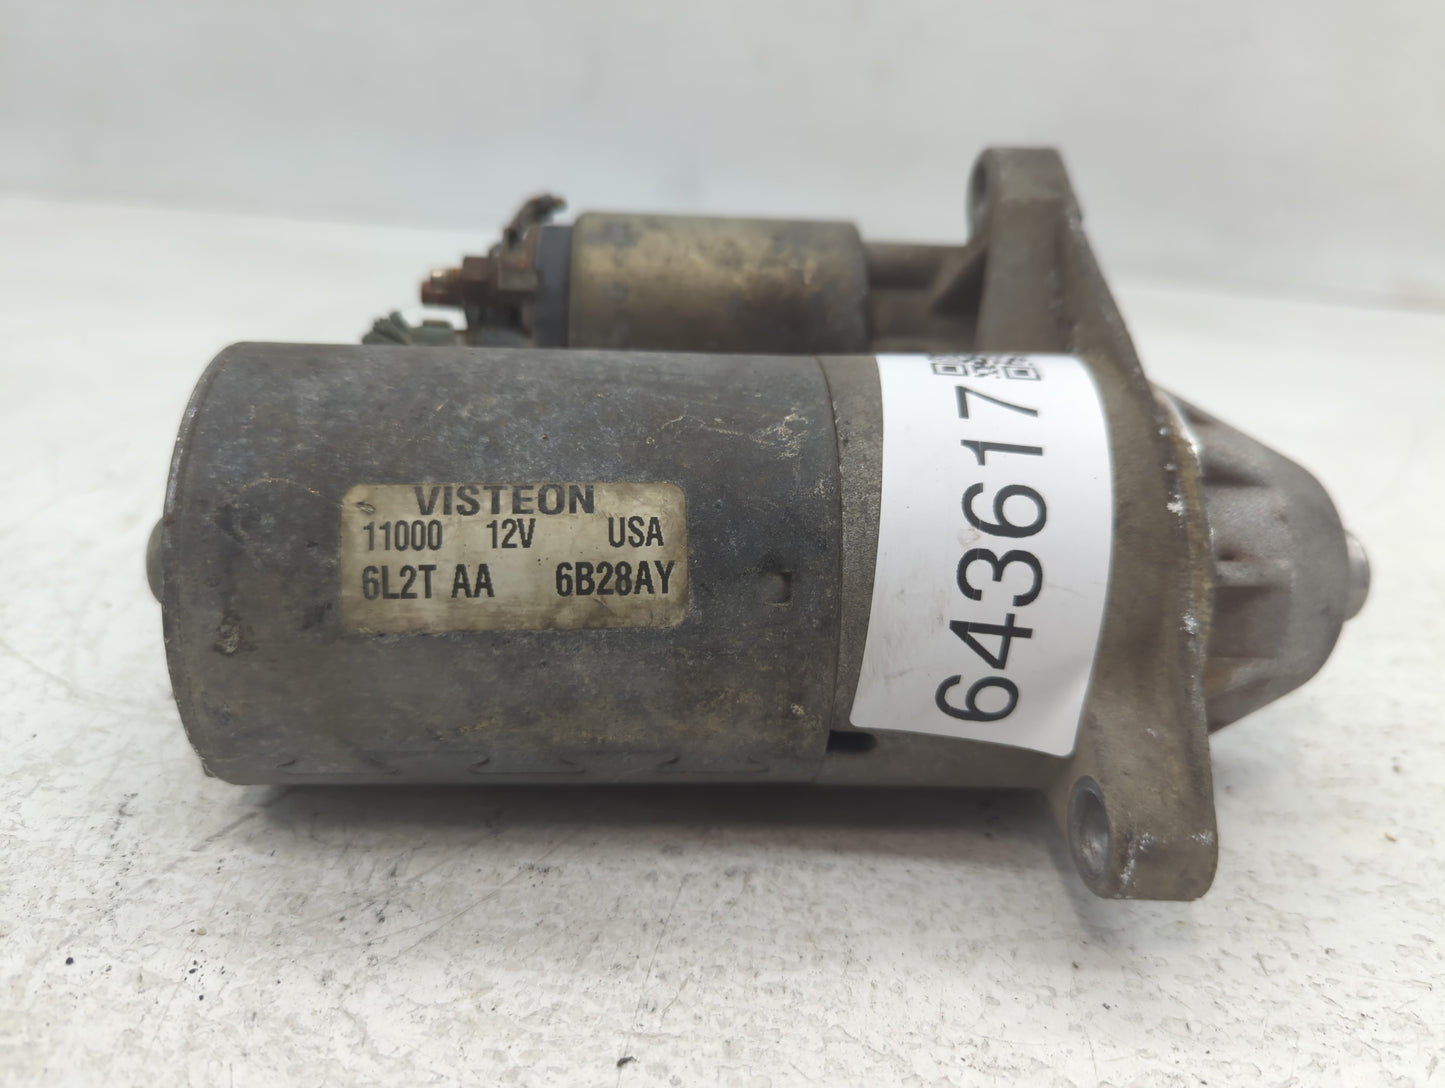 VISTEON
11000 12V USA
6L2T AA 6B28AY
643617